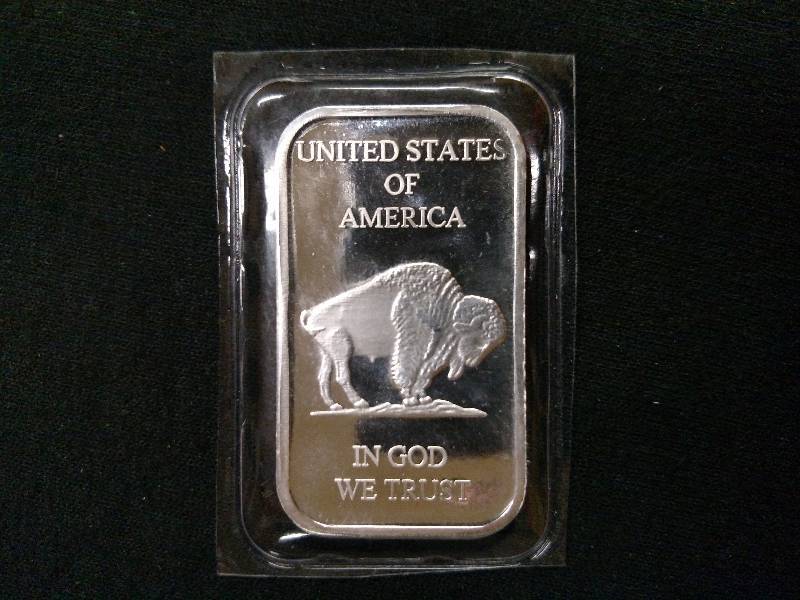 UNITED STATES
OF
AMERICA
IN GOD
WE TRUST